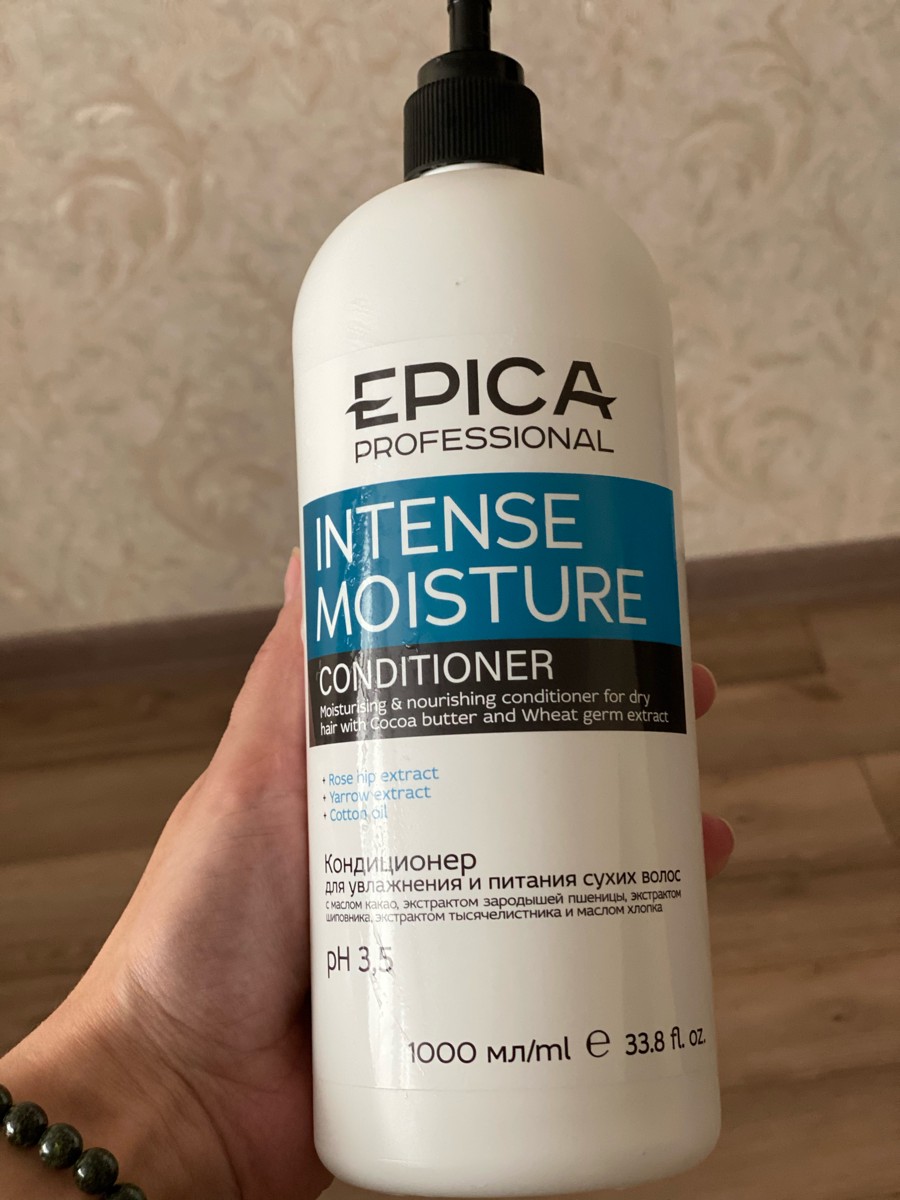 EPICA
PROFESSIONAL
INTENSE
MOISTURE
CONDITIONER
Moisturising & nourishing conditioner for dry
hair with Cocoa butter and Wheat germ extract
+ Rose hip extract
+ Yarrow extract
+ Cotton oil
Кондиционер
для увлажнения и питания сухих волос
с маслом какао, экстрактом зародышей пшеницы, экстрактом
шиповника, экстрактом тысячелистника и маслом хлопка
pH 3,5
1000 мл/ml ℮ 33.8 fl. oz.